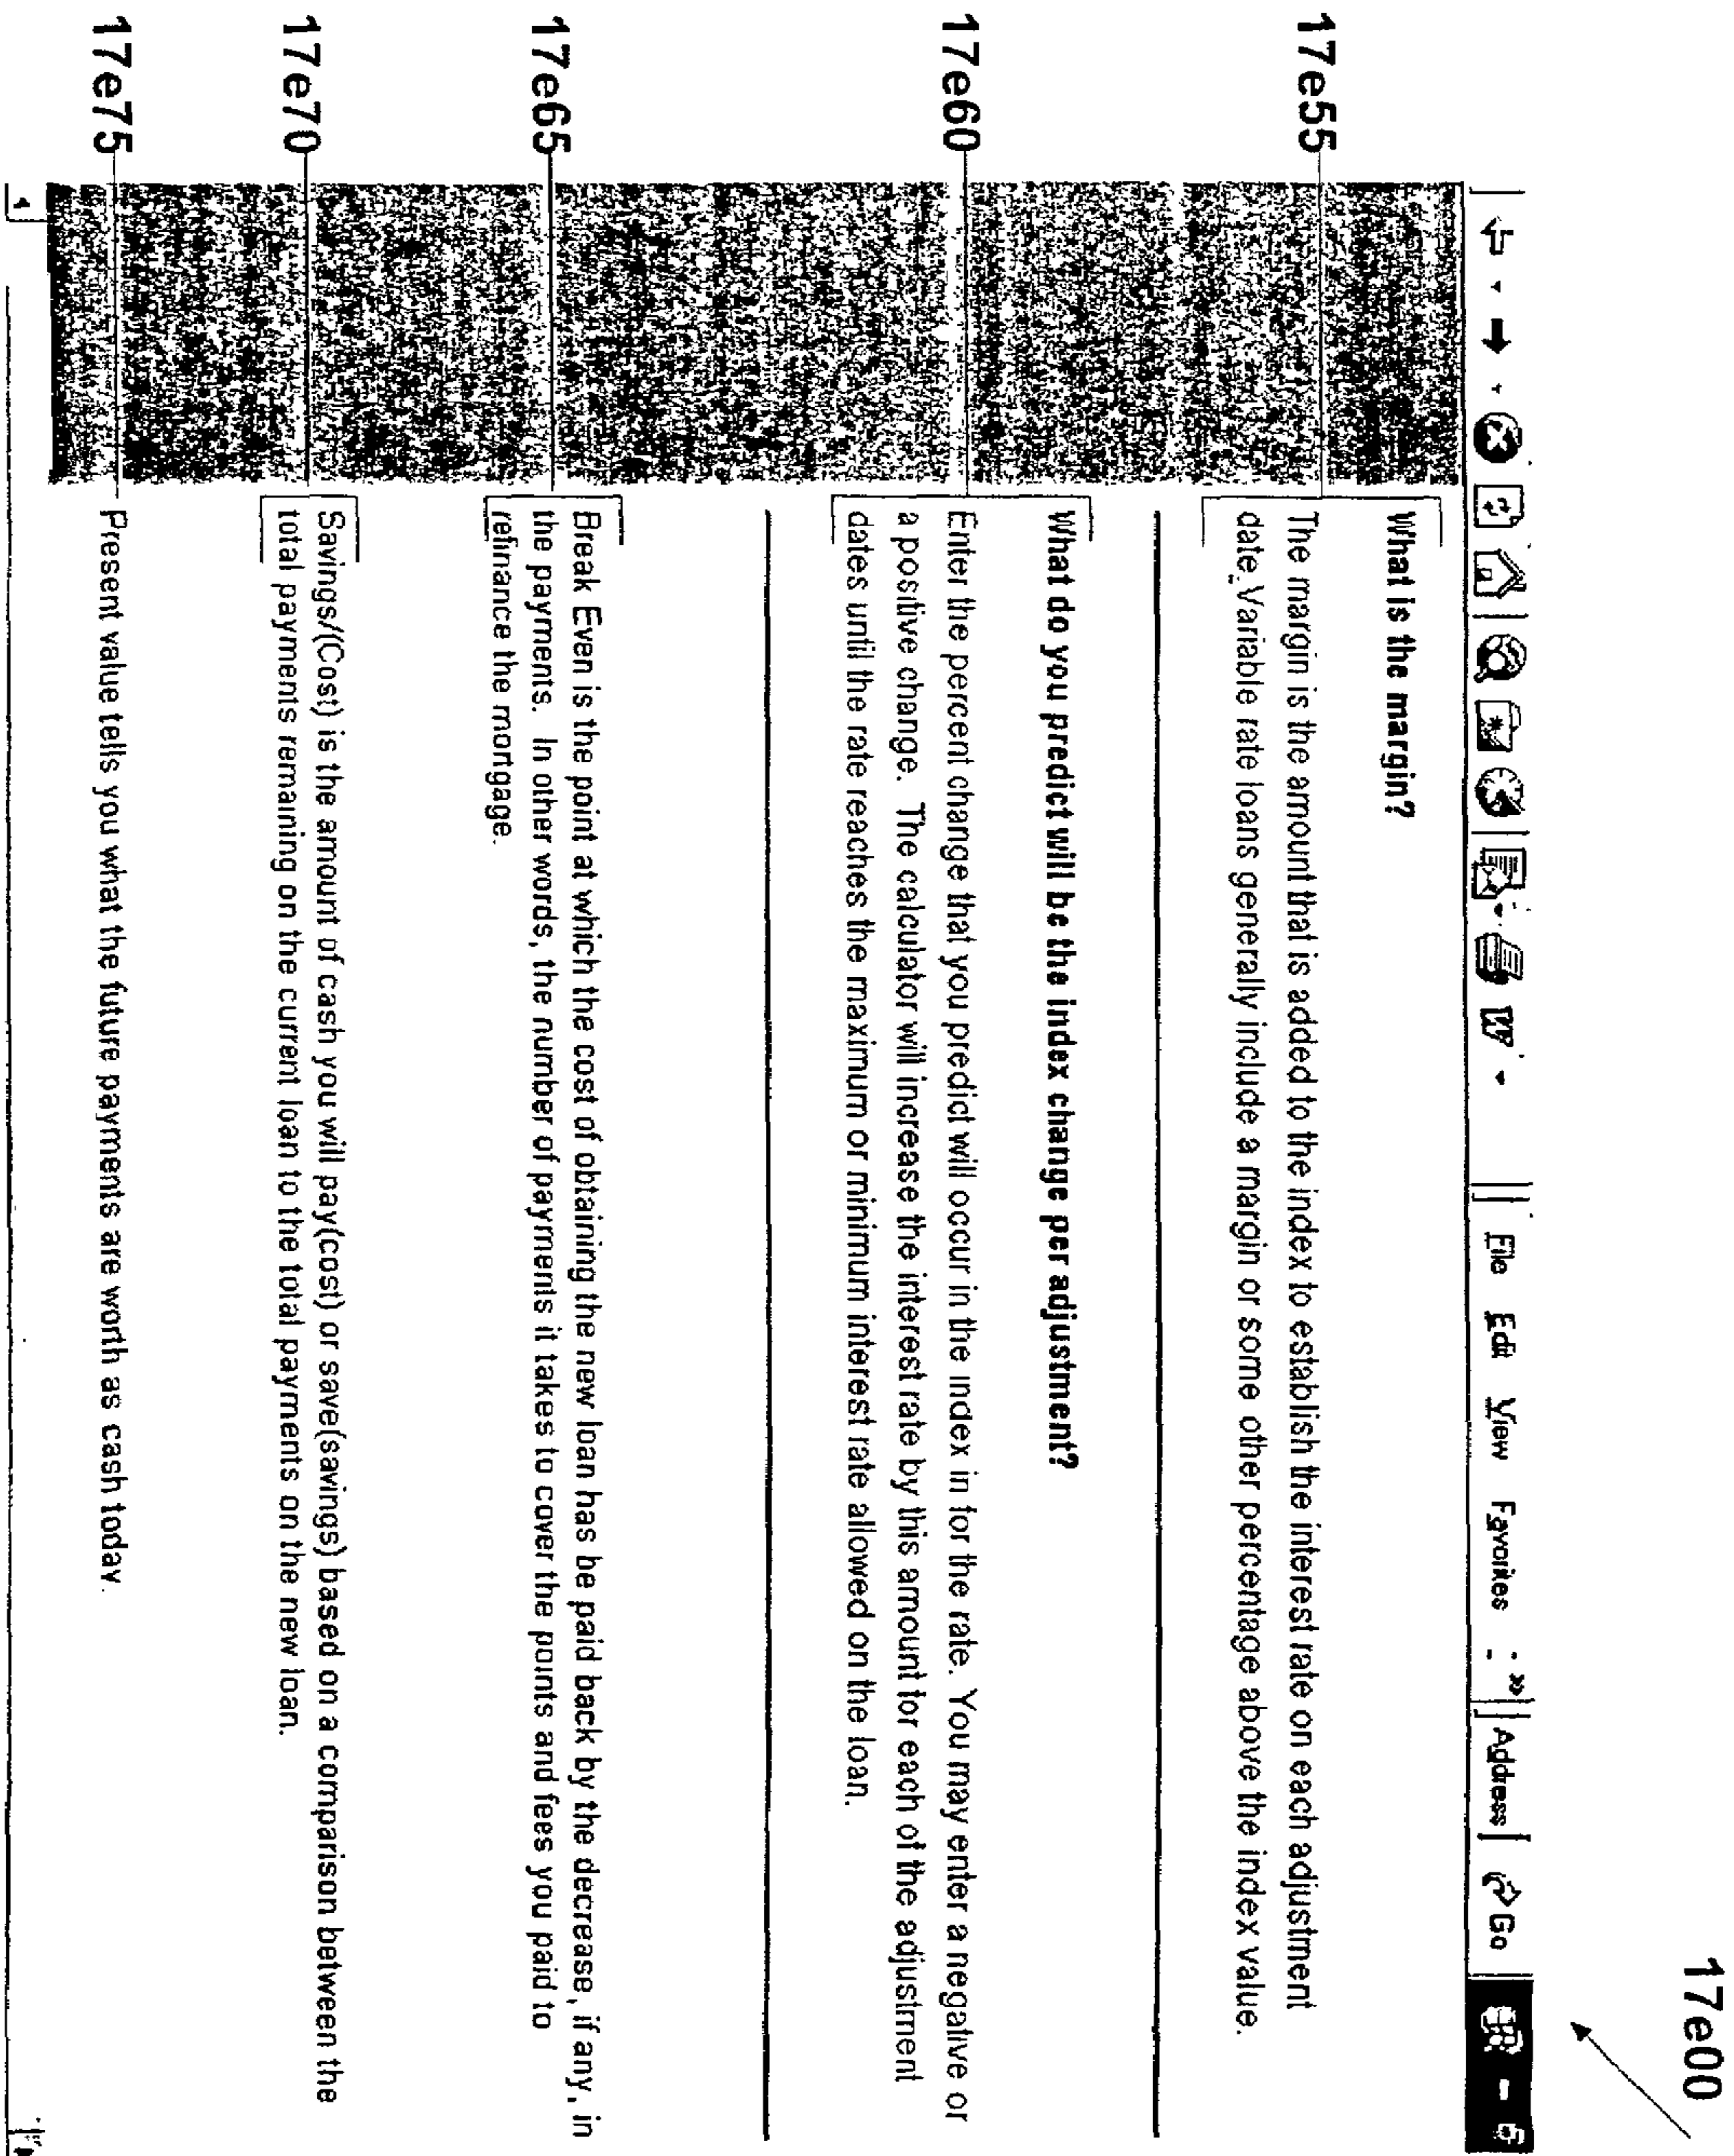 17e00
File Edit View Favorites » Address Go
17e55
What is the margin?
The margin is the amount that is added to the index to establish the interest rate on each adjustment
date. Variable rate loans generally include a margin or some other percentage above the index value.
17e60
What do you predict will be the index change per adjustment?
Enter the percent change that you predict will occur in the index in for the rate. You may enter a negative or
a positive change. The calculator will increase the interest rate by this amount for each of the adjustment
dates until the rate reaches the maximum or minimum interest rate allowed on the loan.
17e65
Break Even is the point at which the cost of obtaining the new loan has be paid back by the decrease, if any, in
the payments. In other words, the number of payments it takes to cover the points and fees you paid to
refinance the mortgage.
17e70
Savings/(Cost) is the amount of cash you will pay(cost) or save(savings) based on a comparison between the
total payments remaining on the current loan to the total payments on the new loan.
17e75
Present value tells you what the future payments are worth as cash today.